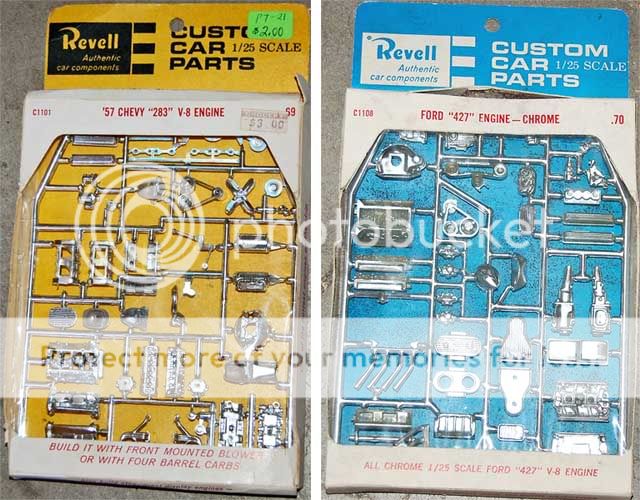 Revell
Authentic
car components
CUSTOM
CAR 1/25 SCALE
PARTS
P7-21
$2.00
C1101
'57 CHEVY "283" V-8 ENGINE
$3.00
BUILD IT WITH FRONT MOUNTED BLOWER
OR WITH FOUR BARREL CARBS
Revell
Authentic
car components
CUSTOM
CAR 1/25 SCALE
PARTS
C1108
FORD "427" ENGINE — CHROME
.70
ALL CHROME 1/25 SCALE FORD "427" V-8 ENGINE
photobucket
Protect more of your memories for less!